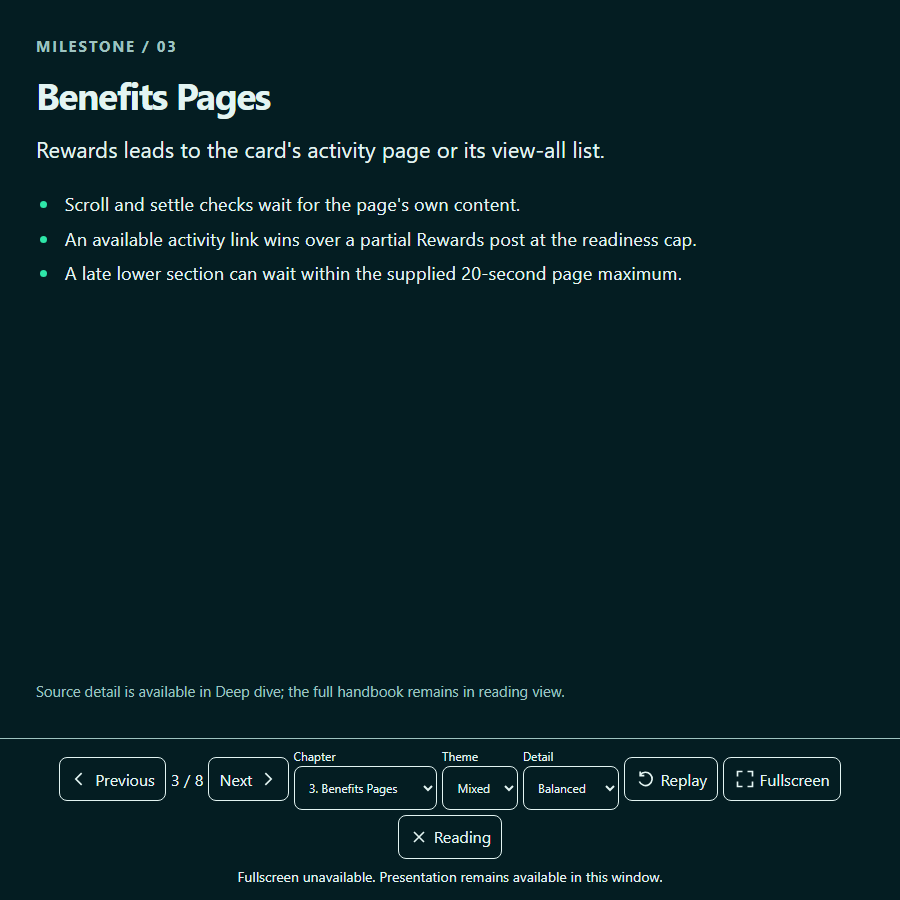 MILESTONE / 03
Benefits Pages
Rewards leads to the card's activity page or its view-all list.
Scroll and settle checks wait for the page's own content.
An available activity link wins over a partial Rewards post at the readiness cap.
A late lower section can wait within the supplied 20-second page maximum.
Source detail is available in Deep dive; the full handbook remains in reading view.
Chapter Theme Detail
Previous 3 / 8 Next 3. Benefits Pages Mixed Balanced Replay Fullscreen
Reading
Fullscreen unavailable. Presentation remains available in this window.